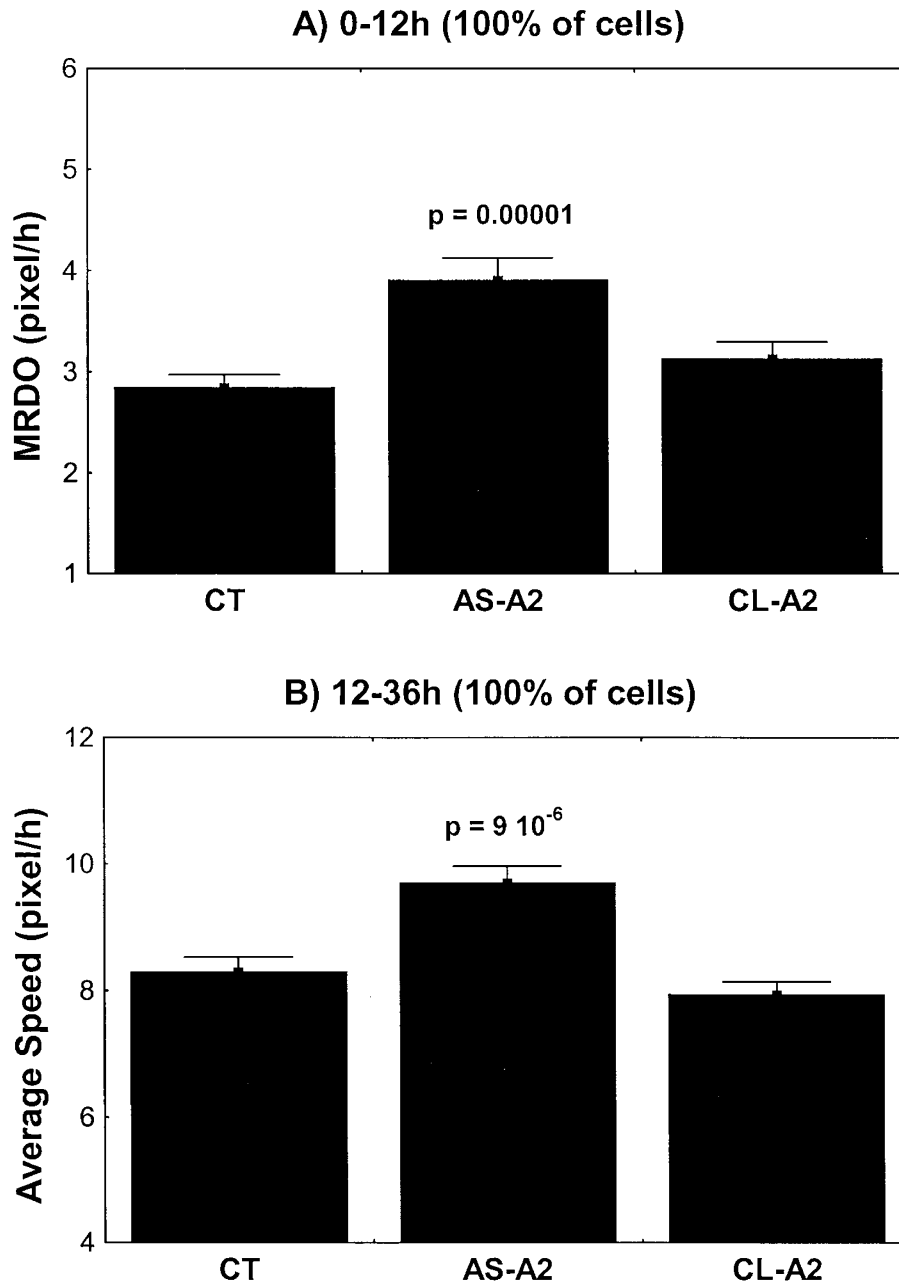 A) 0-12h (100% of cells)
MRDO (pixel/h)
6
5
4
3
2
1
p = 0.00001
CT
AS-A2
CL-A2
B) 12-36h (100% of cells)
Average Speed (pixel/h)
12
10
8
6
4
p = 9 10⁻⁶
CT
AS-A2
CL-A2